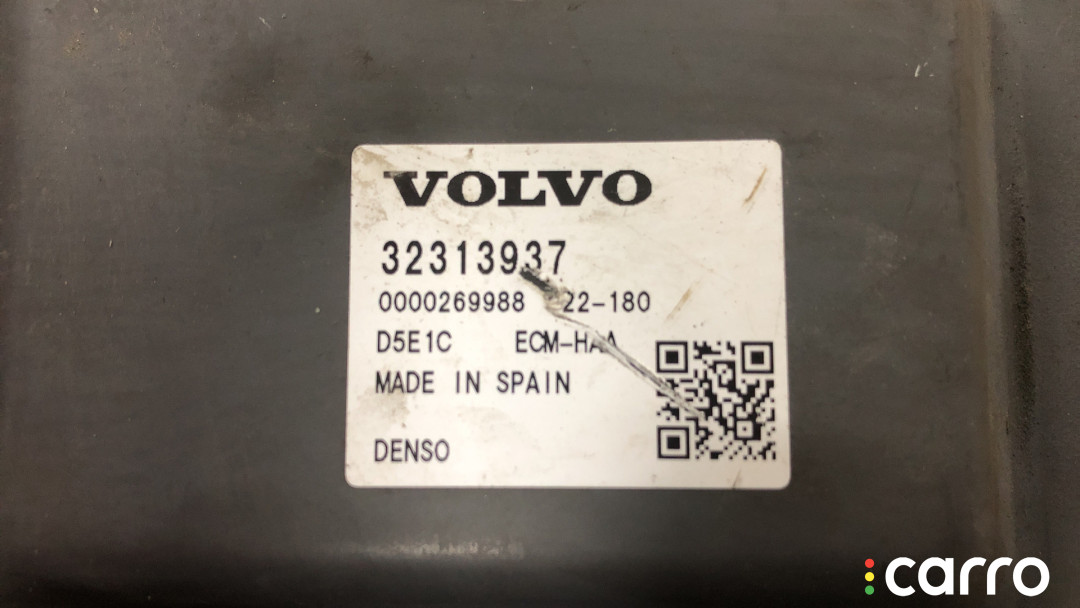 VOLVO
32313937
0000269988 22-180
D5E1C ECM-HAA
MADE IN SPAIN
DENSO
carro